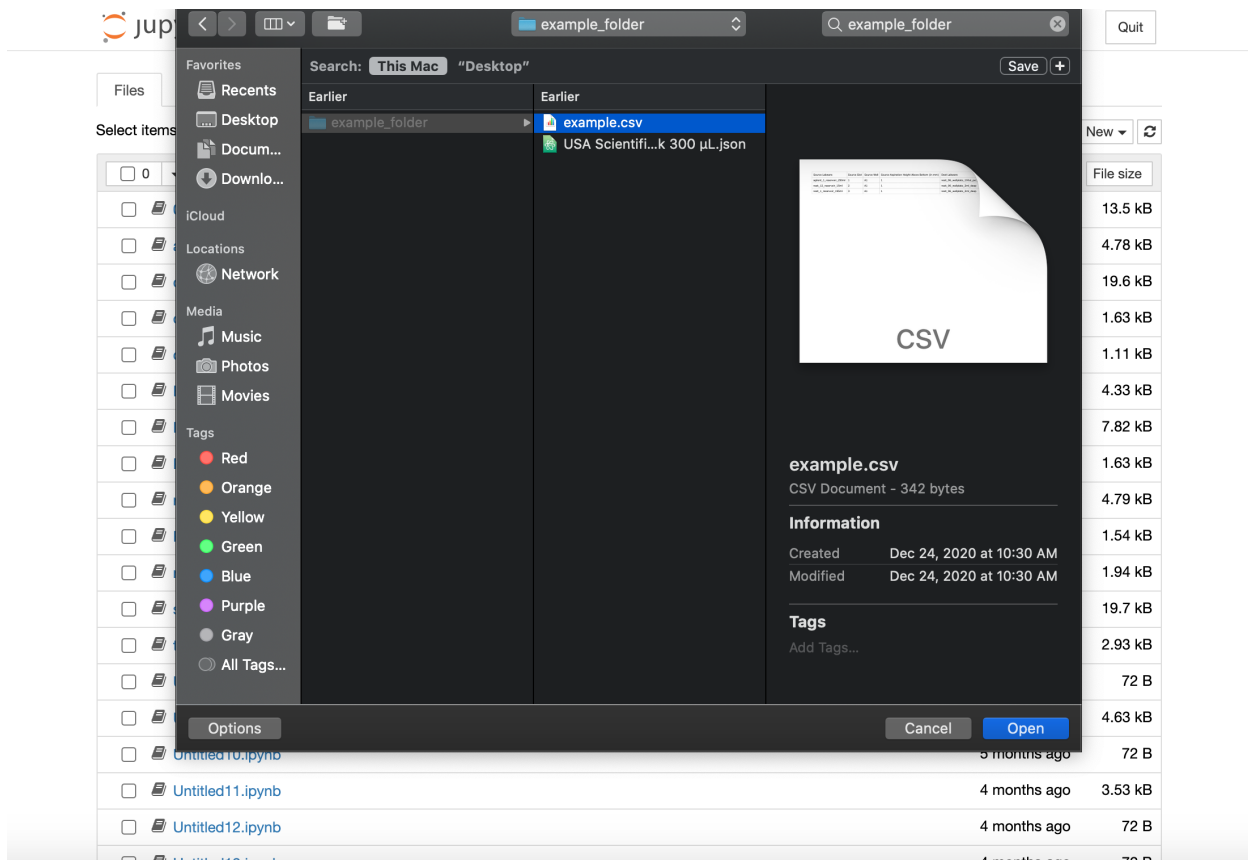 jup
example_folder
example_folder
Quit
Favorites
Search: This Mac “Desktop” Save +
Files
Recents
Earlier
Earlier
Desktop
example_folder
example.csv
Select items
New
Docum...
USA Scientifi...k 300 µL.json
Downlo...
0
File size
iCloud
13.5 kB
Locations
4.78 kB
Network
19.6 kB
Media
1.63 kB
Music
CSV
1.11 kB
Photos
4.33 kB
Movies
7.82 kB
Tags
Red
example.csv
1.63 kB
Orange
CSV Document - 342 bytes
4.79 kB
Yellow
Information
1.54 kB
Green
Created Dec 24, 2020 at 10:30 AM
Blue
Modified Dec 24, 2020 at 10:30 AM
1.94 kB
Purple
19.7 kB
Gray
Tags
2.93 kB
Add Tags...
All Tags...
72 B
4.63 kB
Options
Cancel
Open
Untitled10.ipynb 5 months ago 72 B
Untitled11.ipynb 4 months ago 3.53 kB
Untitled12.ipynb 4 months ago 72 B